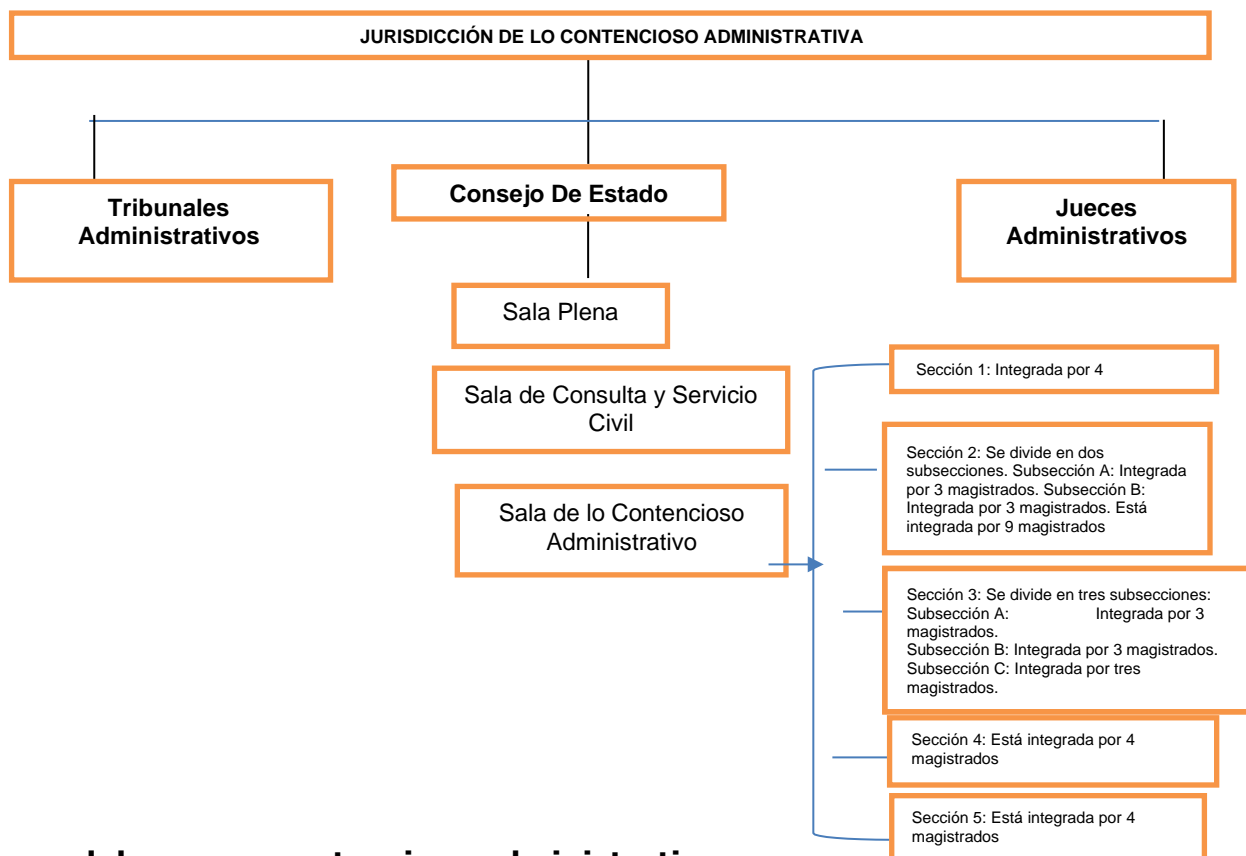 JURISDICCIÓN DE LO CONTENCIOSO ADMINISTRATIVA
Tribunales
Administrativos
Consejo De Estado
Jueces
Administrativos
Sala Plena
Sala de Consulta y Servicio
Civil
Sala de lo Contencioso
Administrativo
Sección 1: Integrada por 4
Sección 2: Se divide en dos
subsecciones. Subsección A: Integrada
por 3 magistrados. Subsección B:
Integrada por 3 magistrados. Está
integrada por 9 magistrados
Sección 3: Se divide en tres subsecciones:
Subsección A: Integrada por 3
magistrados.
Subsección B: Integrada por 3 magistrados.
Subsección C: Integrada por tres
magistrados.
Sección 4: Está integrada por 4
magistrados
Sección 5: Está integrada por 4
magistrados